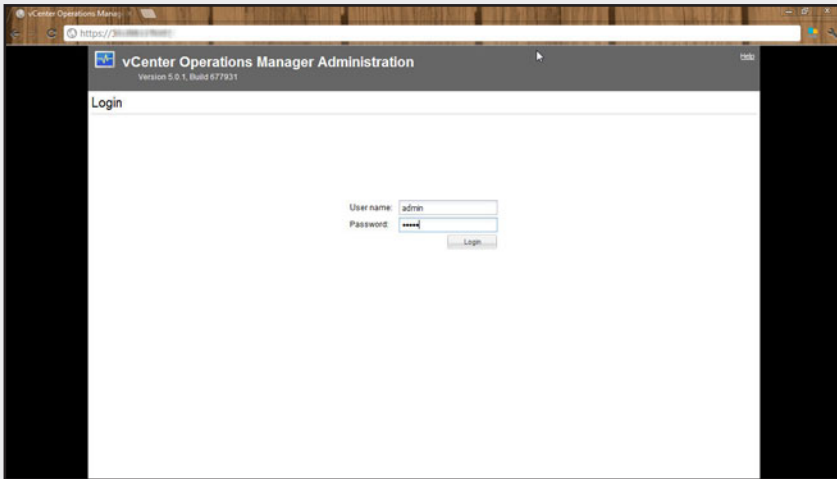 vCenter Operations Manag
https://
vCenter Operations Manager Administration
Help
Version 5.0.1, Build 677931
Login
User name: admin
Password: •••••
Login